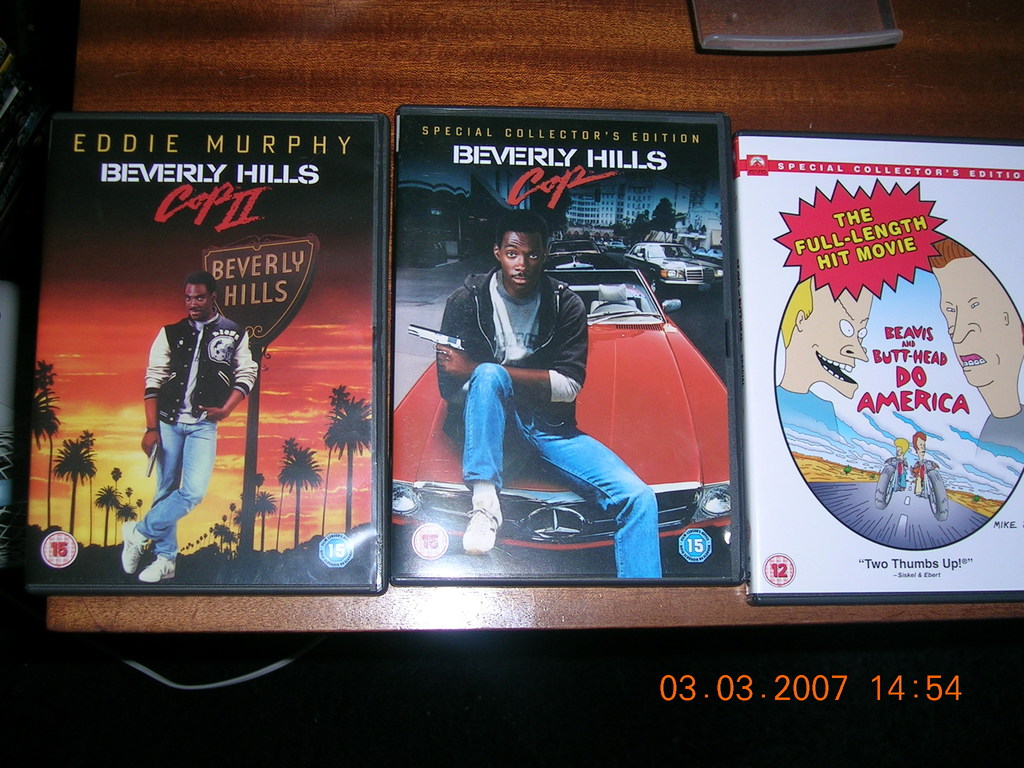 EDDIE MURPHY
BEVERLY HILLS
Cop II
BEVERLY
HILLS
15
15
SPECIAL COLLECTOR'S EDITION
BEVERLY HILLS
Cop
15
15
SPECIAL COLLECTOR'S EDITIO
THE
FULL-LENGTH
HIT MOVIE
BEAVIS
AND
BUTT-HEAD
DO
AMERICA
MIKE
12
"Two Thumbs Up!®"
–Siskel & Ebert
03.03.2007 14:54